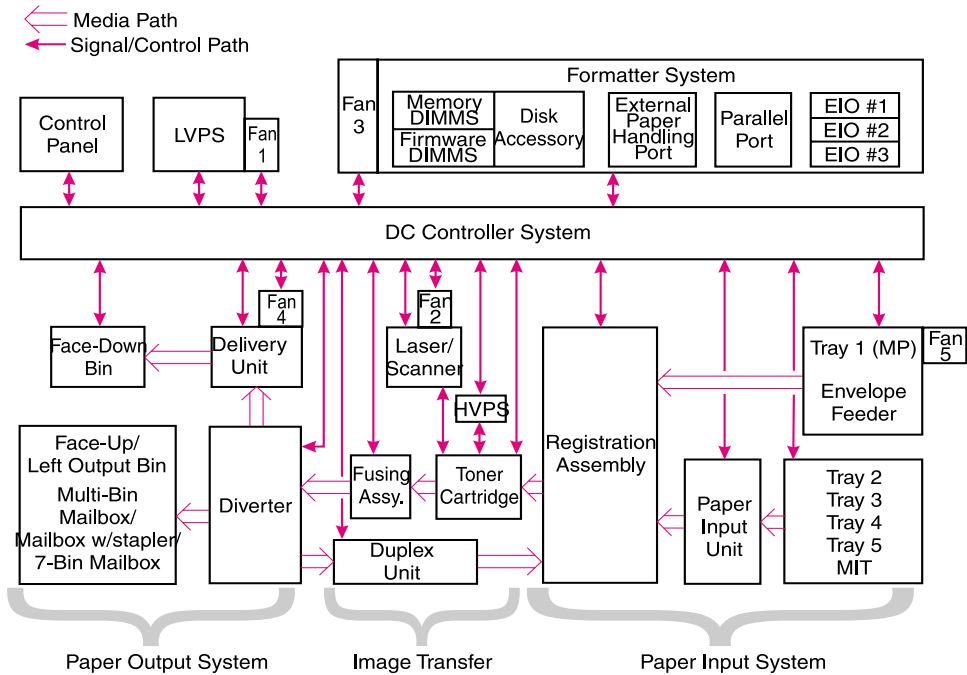 Media Path
Signal/Control Path
Control
Panel
LVPS
Fan
1
Fan
3
Formatter System
Memory
DIMMS
Firmware
DIMMS
Disk
Accessory
External
Paper
Handling
Port
Parallel
Port
EIO #1
EIO #2
EIO #3
DC Controller System
Face-Down
Bin
Delivery
Unit
Fan
4
Laser/
Scanner
Fan
2
HVPS
Registration
Assembly
Tray 1 (MP)
Envelope
Feeder
Fan
5
Face-Up/
Left Output Bin
Multi-Bin
Mailbox/
Mailbox w/stapler/
7-Bin Mailbox
Diverter
Fusing
Assy.
Toner
Cartridge
Duplex
Unit
Paper
Input
Unit
Tray 2
Tray 3
Tray 4
Tray 5
MIT
Paper Output System
Image Transfer
Paper Input System